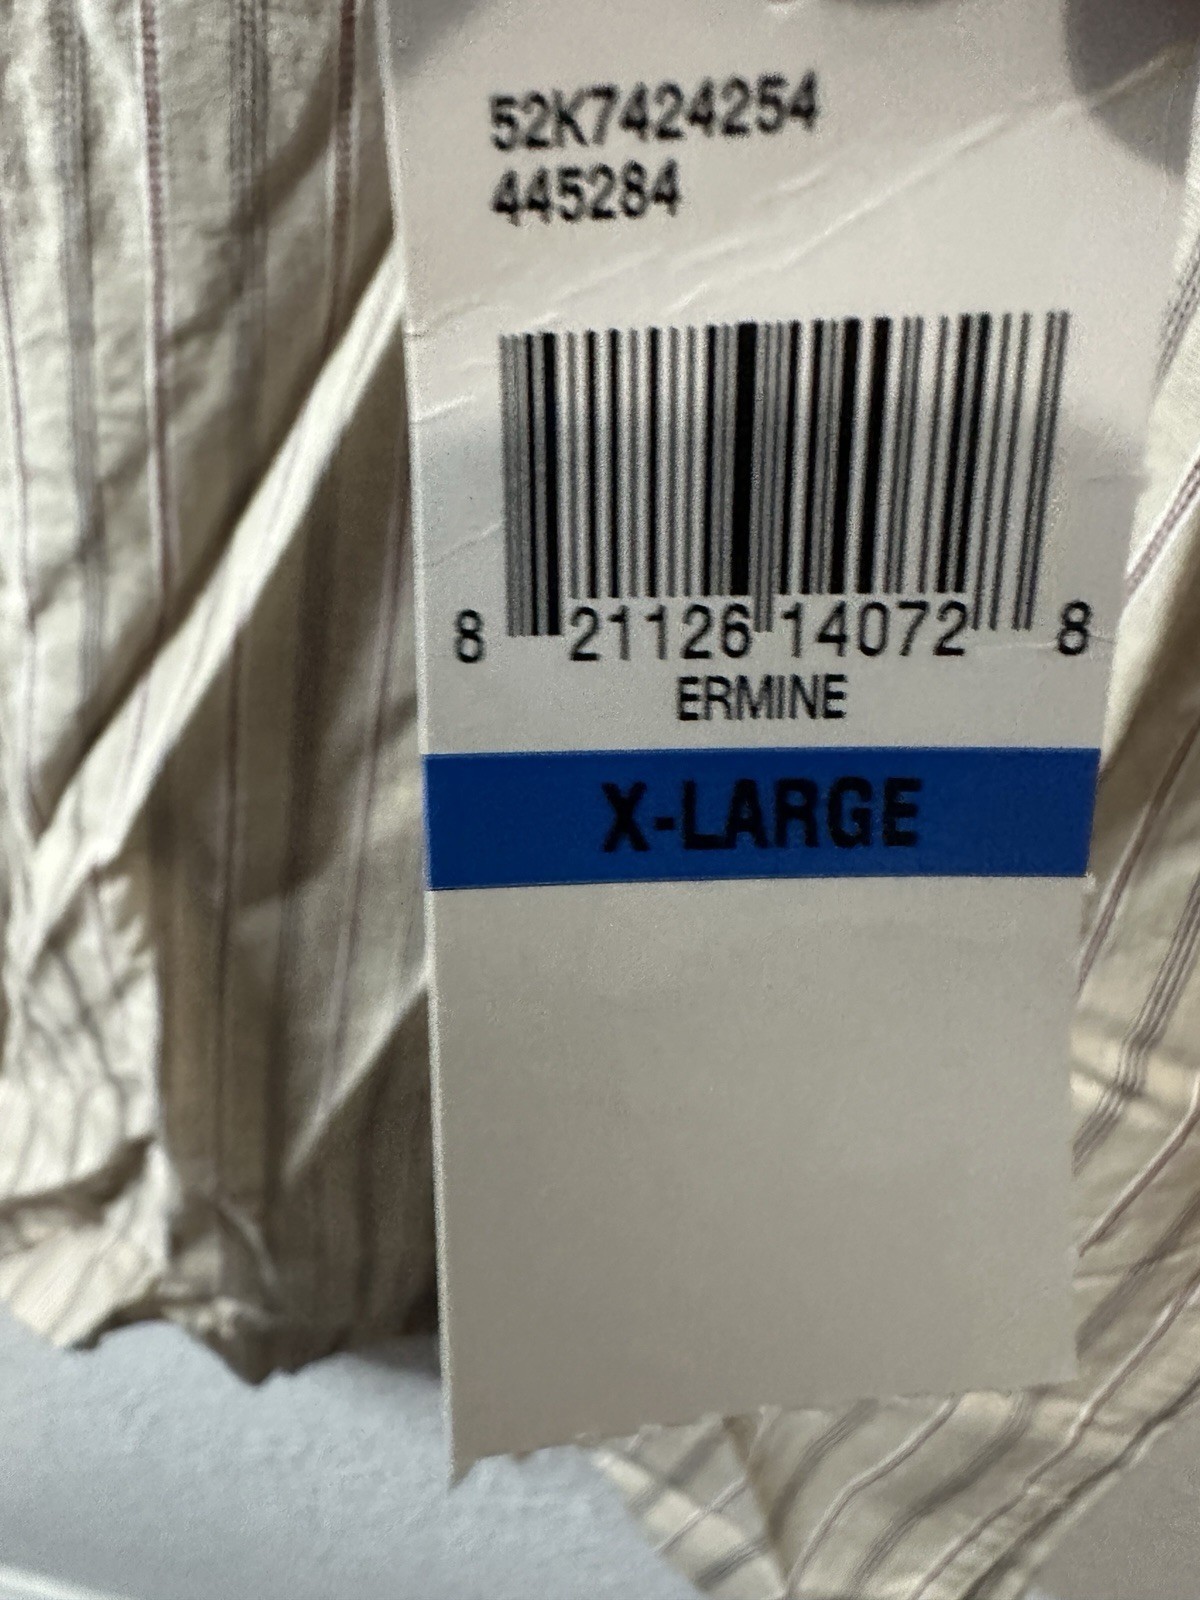 52K7424254
445284
8 21126 14072 8
ERMINE
X-LARGE